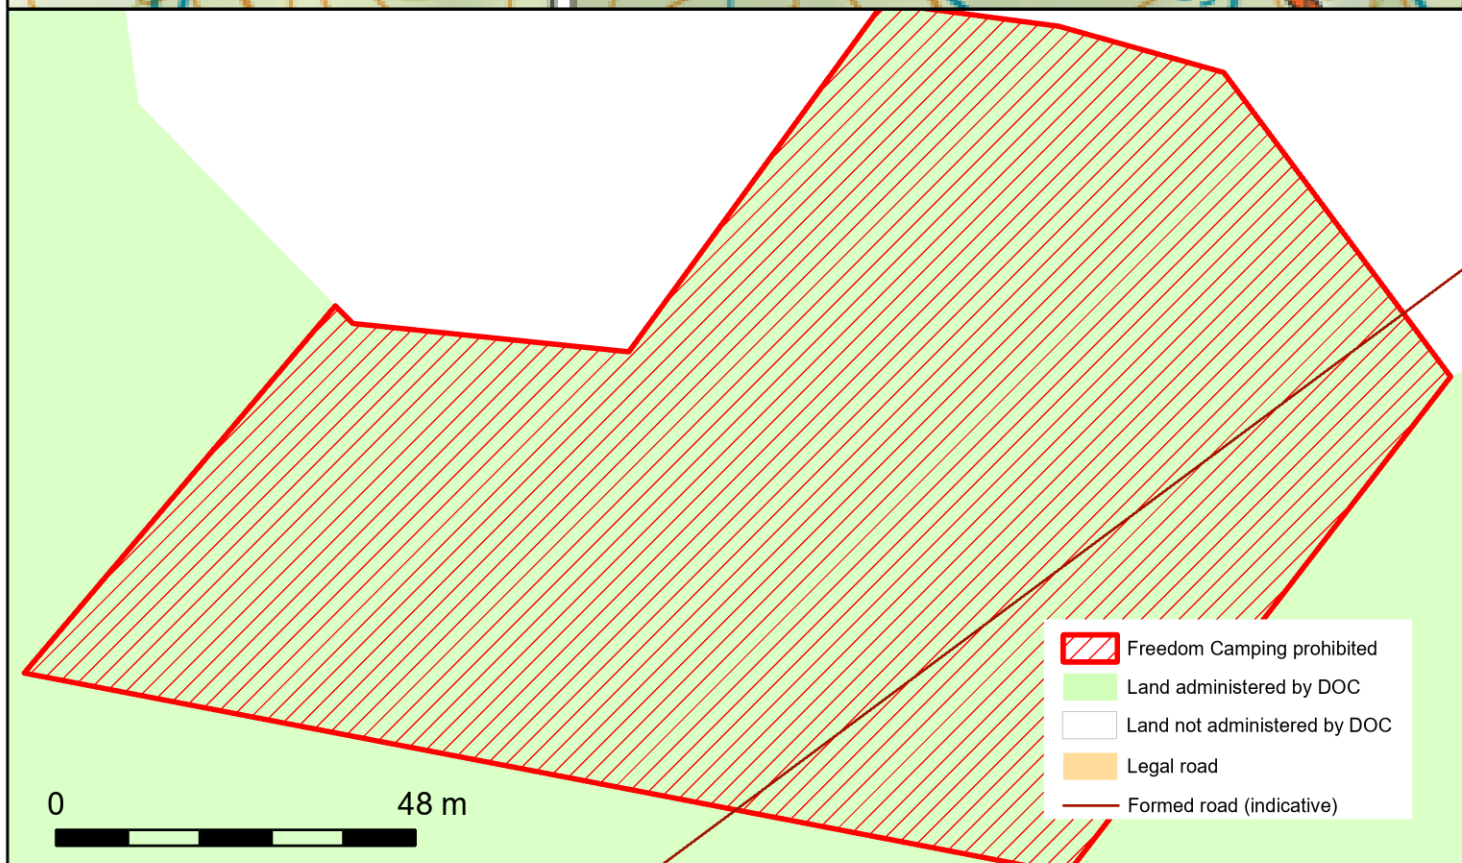 Freedom Camping prohibited
Land administered by DOC
Land not administered by DOC
Legal road
Formed road (indicative)
0 48 m